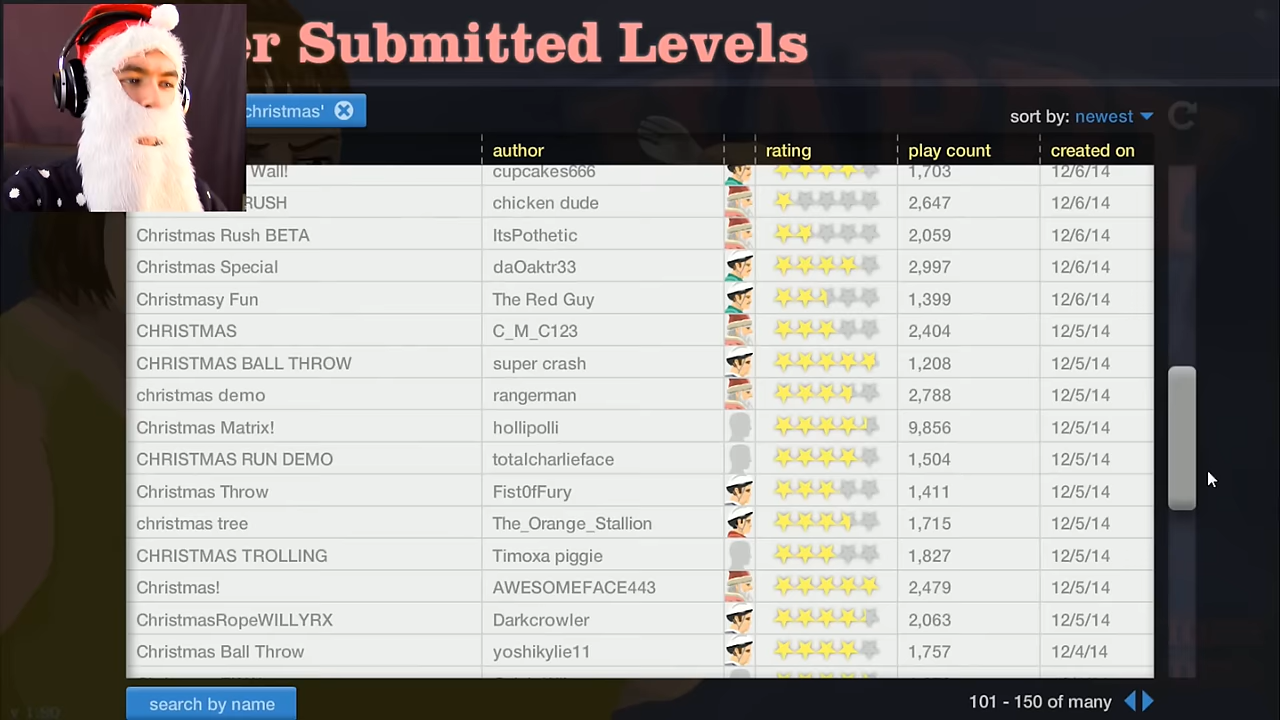 er Submitted Levels
christmas'
sort by: newest
author rating play count created on
Wall! cupcakes666 1,703 12/6/14
RUSH chicken dude 2,647 12/6/14
Christmas Rush BETA ItsPothetic 2,059 12/6/14
Christmas Special daOaktr33 2,997 12/6/14
Christmasy Fun The Red Guy 1,399 12/6/14
CHRISTMAS C_M_C123 2,404 12/5/14
CHRISTMAS BALL THROW super crash 1,208 12/5/14
christmas demo rangerman 2,788 12/5/14
Christmas Matrix! hollipolli 9,856 12/5/14
CHRISTMAS RUN DEMO totalcharlieface 1,504 12/5/14
Christmas Throw Fist0fFury 1,411 12/5/14
christmas tree The_Orange_Stallion 1,715 12/5/14
CHRISTMAS TROLLING Timoxa piggie 1,827 12/5/14
Christmas! AWESOMEFACE443 2,479 12/5/14
ChristmasRopeWILLYRX Darkcrowler 2,063 12/5/14
Christmas Ball Throw yoshikylie11 1,757 12/4/14
search by name 101 - 150 of many